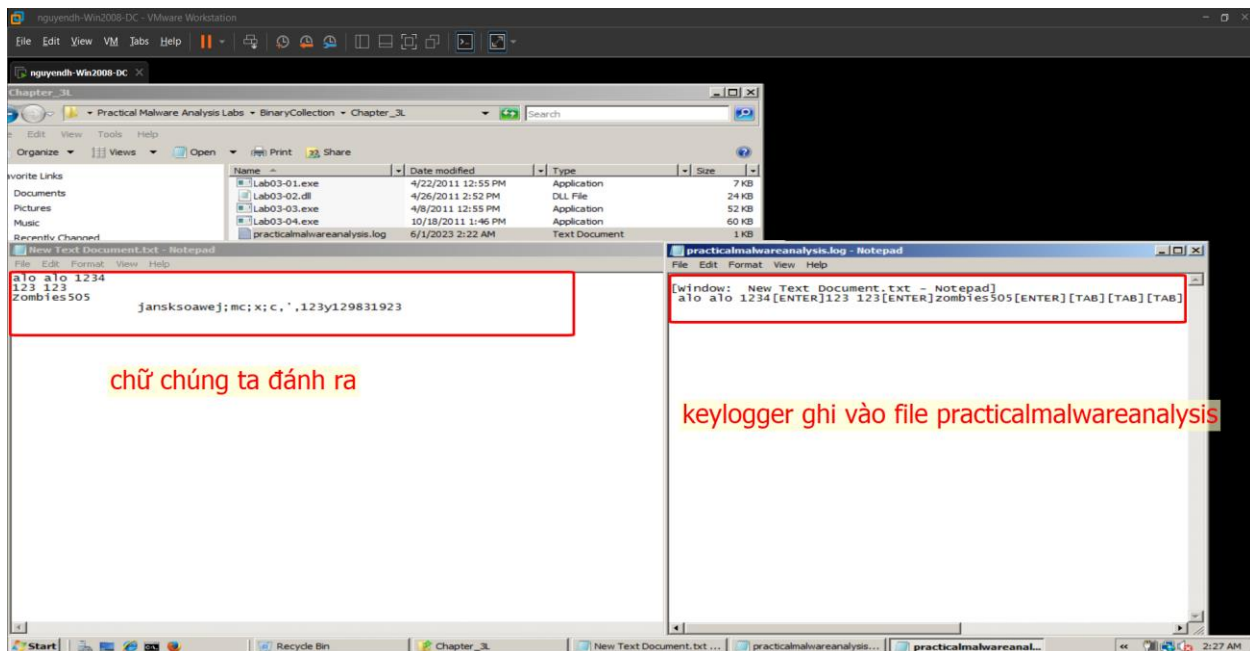 nguyendh-Win2008-DC - VMware Workstation
File Edit View VM Tabs Help
nguyendh-Win2008-DC
Chapter_3L
Practical Malware Analysis Labs BinaryCollection Chapter_3L
Search
Edit View Tools Help
Organize Views Open Print Share
avorite Links
Documents
Pictures
Music
Recently Changed
Name Date modified Type Size
Lab03-01.exe 4/22/2011 12:55 PM Application 7 KB
Lab03-02.dll 4/26/2011 2:52 PM DLL File 24 KB
Lab03-03.exe 4/8/2011 12:55 PM Application 52 KB
Lab03-04.exe 10/18/2011 1:46 PM Application 60 KB
practicalmalwareanalysis.log 6/1/2023 2:22 AM Text Document 1 KB
New Text Document.txt - Notepad
File Edit Format View Help
alo alo 1234
123 123
Zombies505
jansksoawej;mc;x;c,`,123y129831923
chữ chúng ta đánh ra
practicalmalwareanalysis.log - Notepad
File Edit Format View Help
[Window: New Text Document.txt - Notepad]
alo alo 1234[ENTER]123 123[ENTER]zombies505[ENTER][TAB][TAB][TAB]
keylogger ghi vào file practicalmalwareanalysis
Start Recycle Bin Chapter_3L New Text Document.txt ... practicalmalwareanalysis... practicalmalwareanal... 2:27 AM